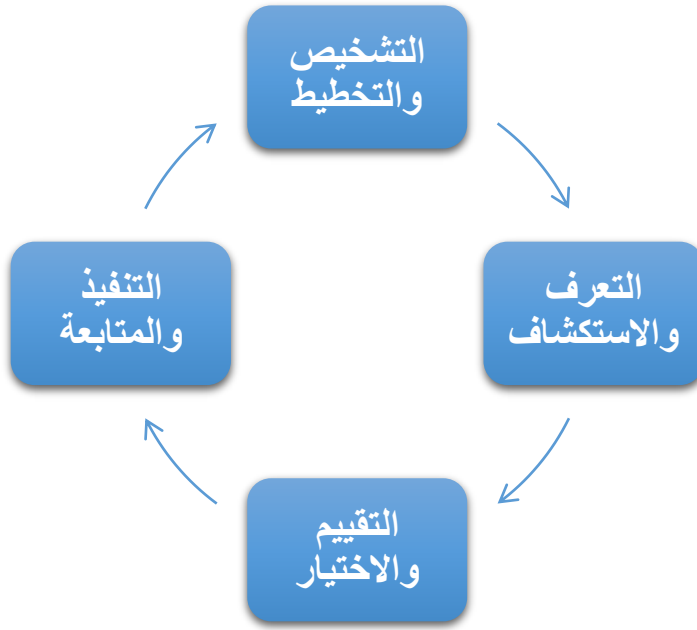 التشخيص
والتخطيط
التعرف
والاستكشاف
التقييم
والاختيار
التنفيذ
والمتابعة